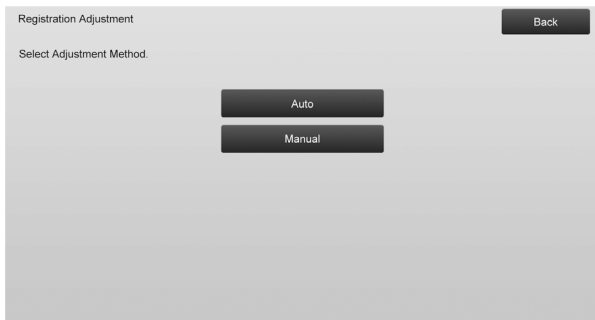 Registration Adjustment
Back
Select Adjustment Method.
Auto
Manual